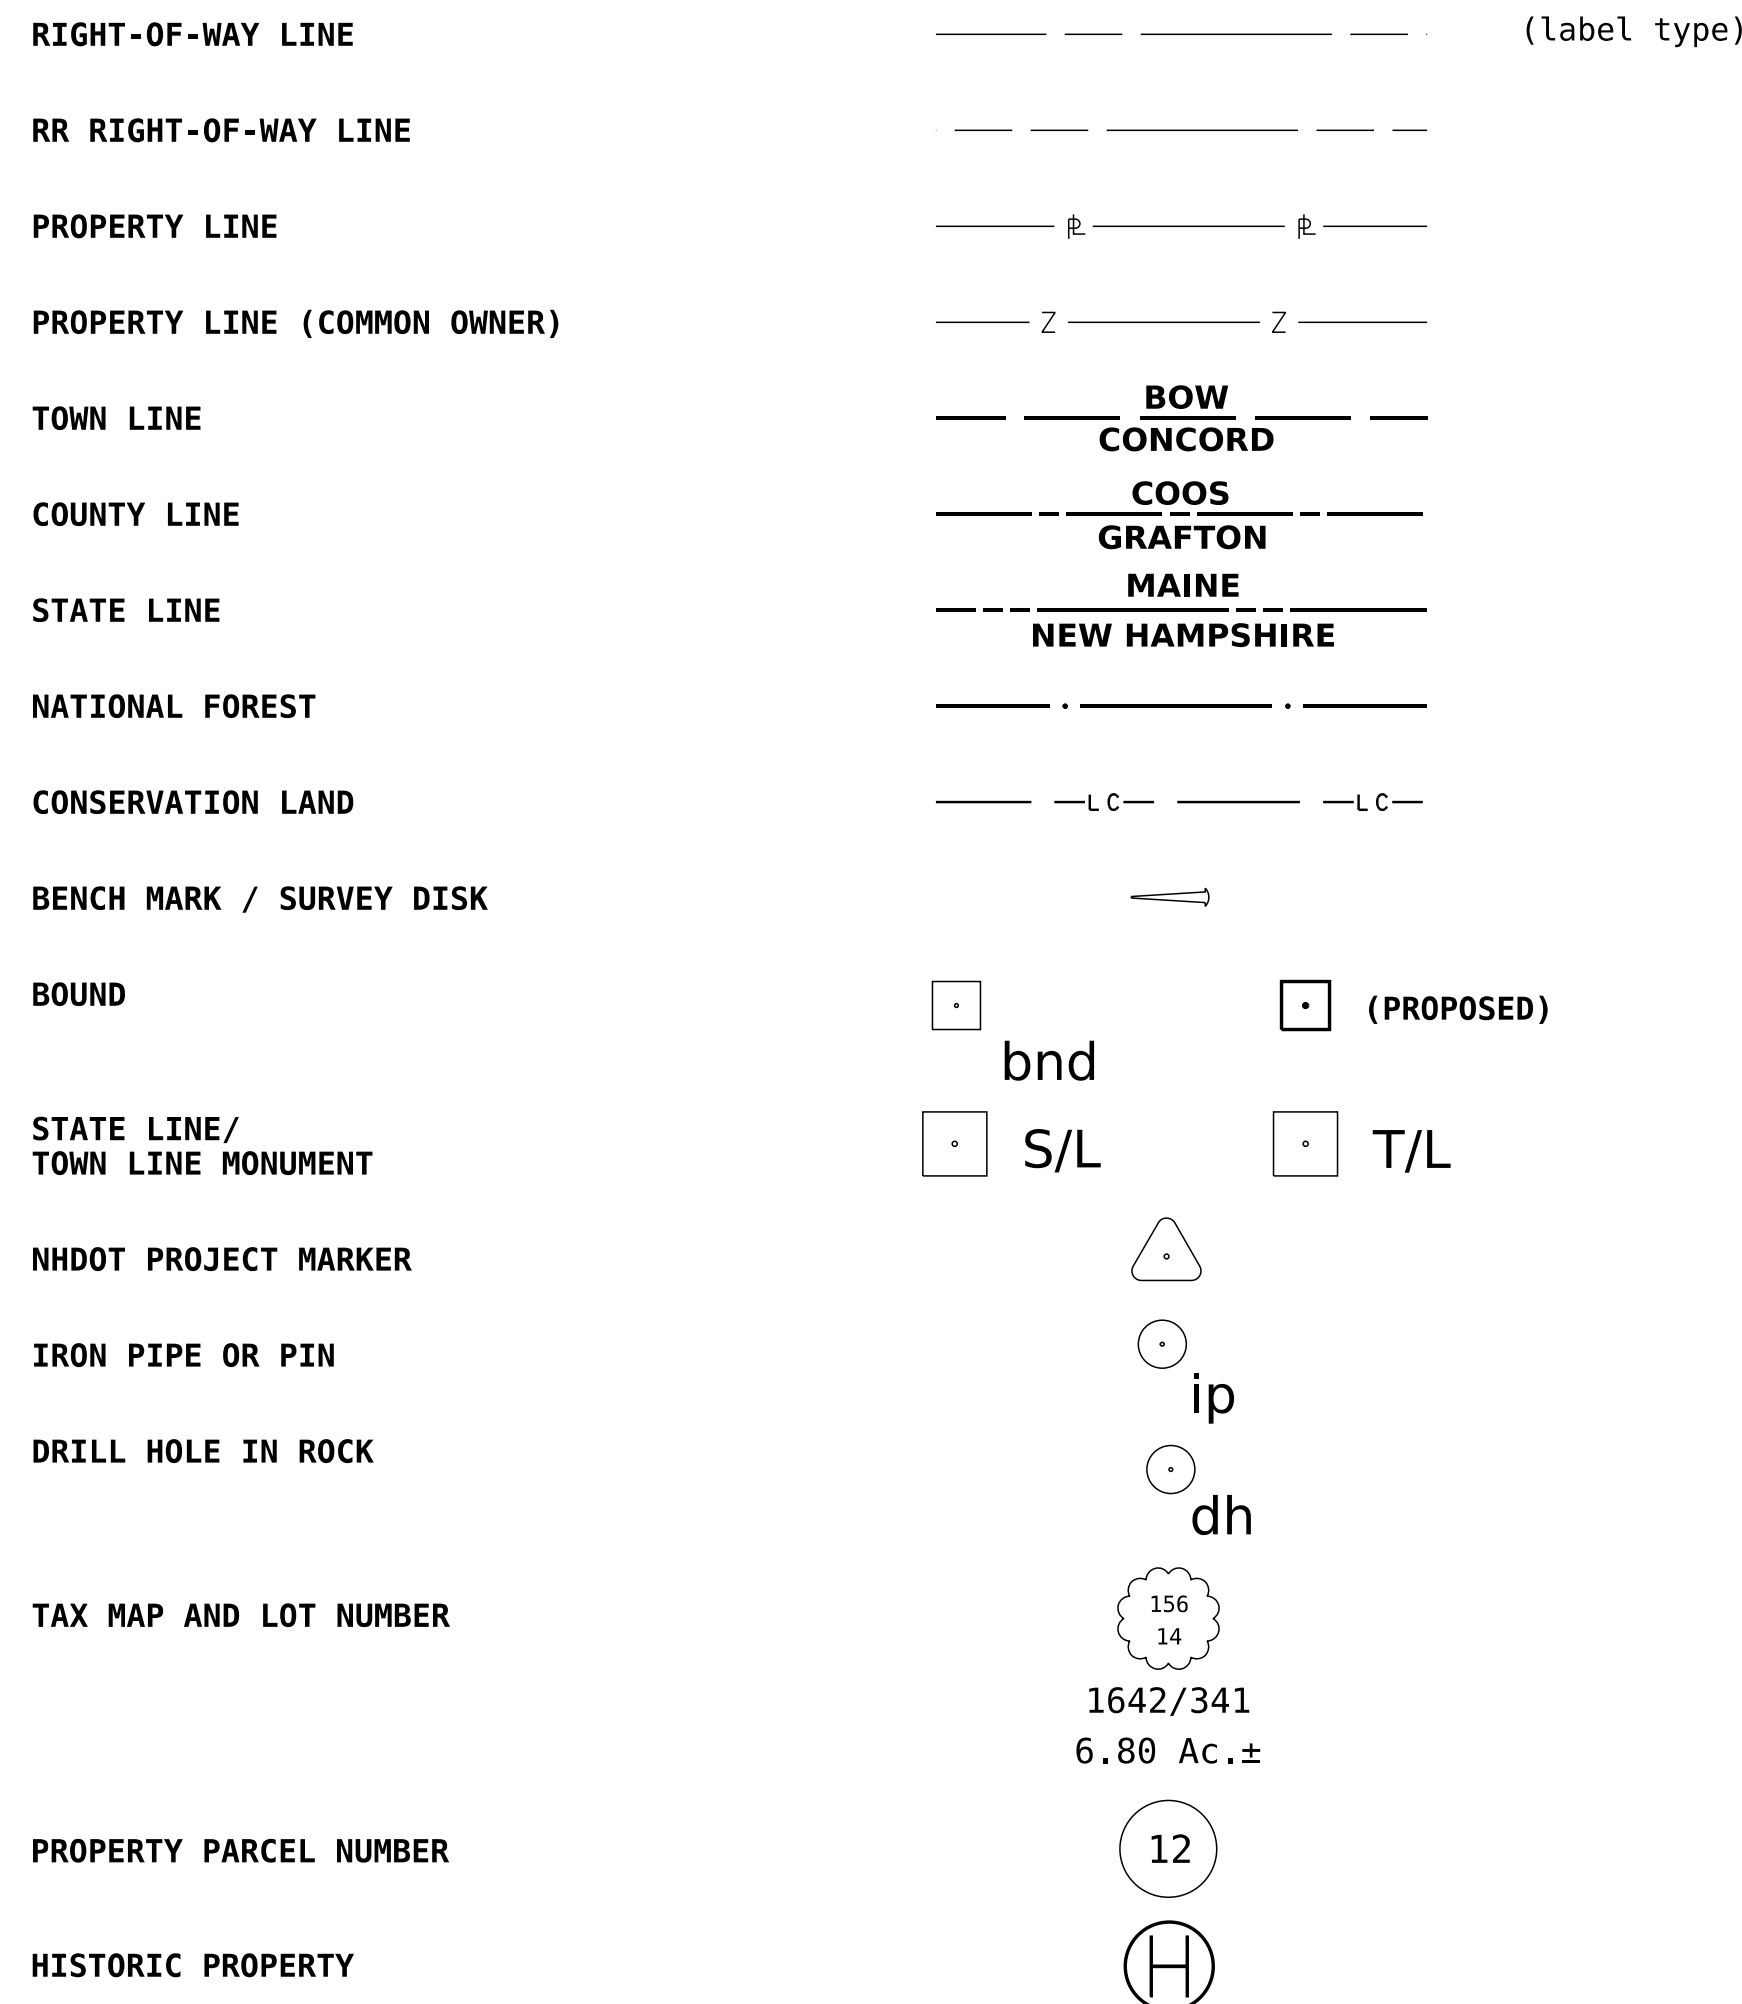 RIGHT-OF-WAY LINE (label type)
RR RIGHT-OF-WAY LINE
PROPERTY LINE PL PL
PROPERTY LINE (COMMON OWNER) Z Z
BOW
TOWN LINE
CONCORD
COOS
COUNTY LINE
GRAFTON
MAINE
STATE LINE
NEW HAMPSHIRE
NATIONAL FOREST
CONSERVATION LAND L C L C
BENCH MARK / SURVEY DISK
BOUND (PROPOSED)
bnd
STATE LINE/
TOWN LINE MONUMENT S/L T/L
NHDOT PROJECT MARKER
IRON PIPE OR PIN
ip
DRILL HOLE IN ROCK
dh
TAX MAP AND LOT NUMBER
156
14
1642/341
6.80 Ac.±
PROPERTY PARCEL NUMBER 12
HISTORIC PROPERTY H